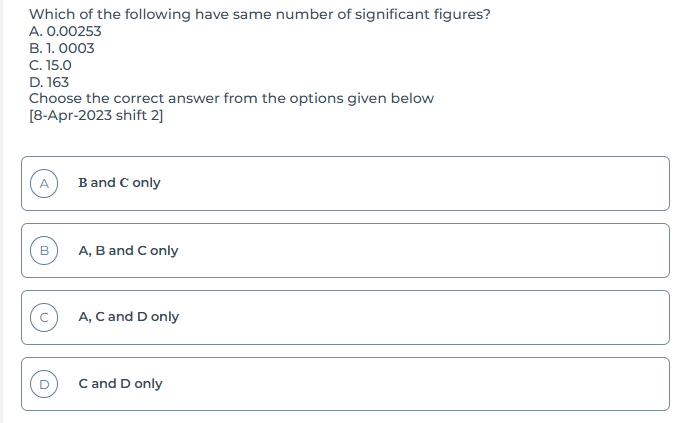 Which of the following have same number of significant figures?
A. 0.00253
B. 1. 0003
C. 15.0
D. 163
Choose the correct answer from the options given below
[8-Apr-2023 shift 2]
A B and C only
B A, B and C only
C A, C and D only
D C and D only